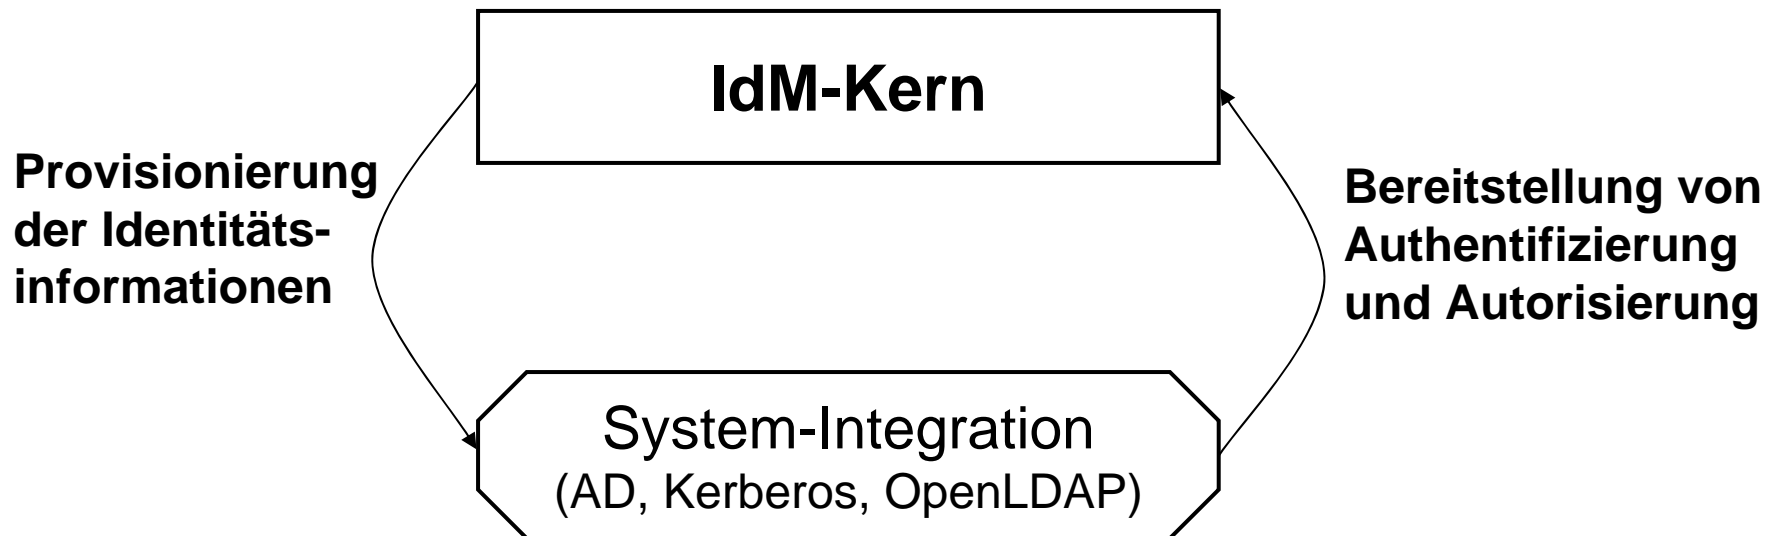 IdM-Kern
Provisionierung
der Identitäts-
informationen
Bereitstellung von
Authentifizierung
und Autorisierung
System-Integration
(AD, Kerberos, OpenLDAP)